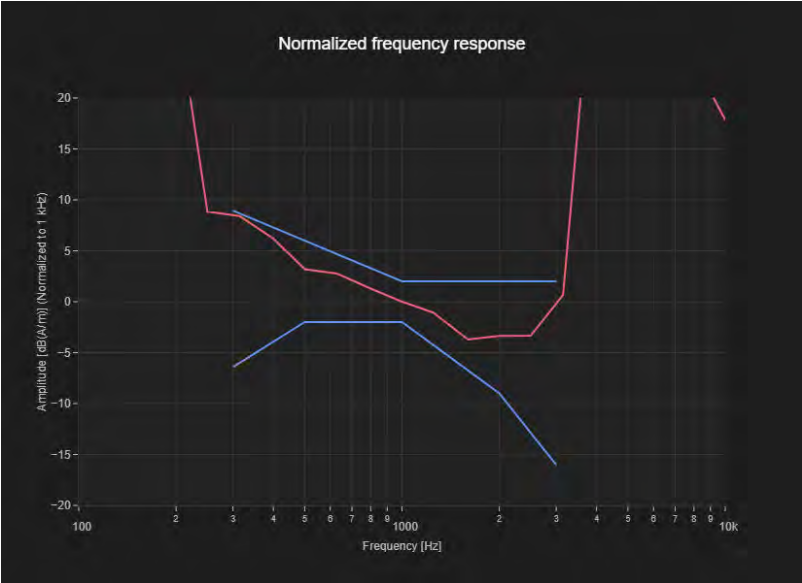 Normalized frequency response
20
15
10
5
0
−5
−10
−15
−20
Amplitude [dB(A/m)] (Normalized to 1 kHz)
100 2 3 4 5 6 7 8 9 1000 2 3 4 5 6 7 8 9 10k
Frequency [Hz]